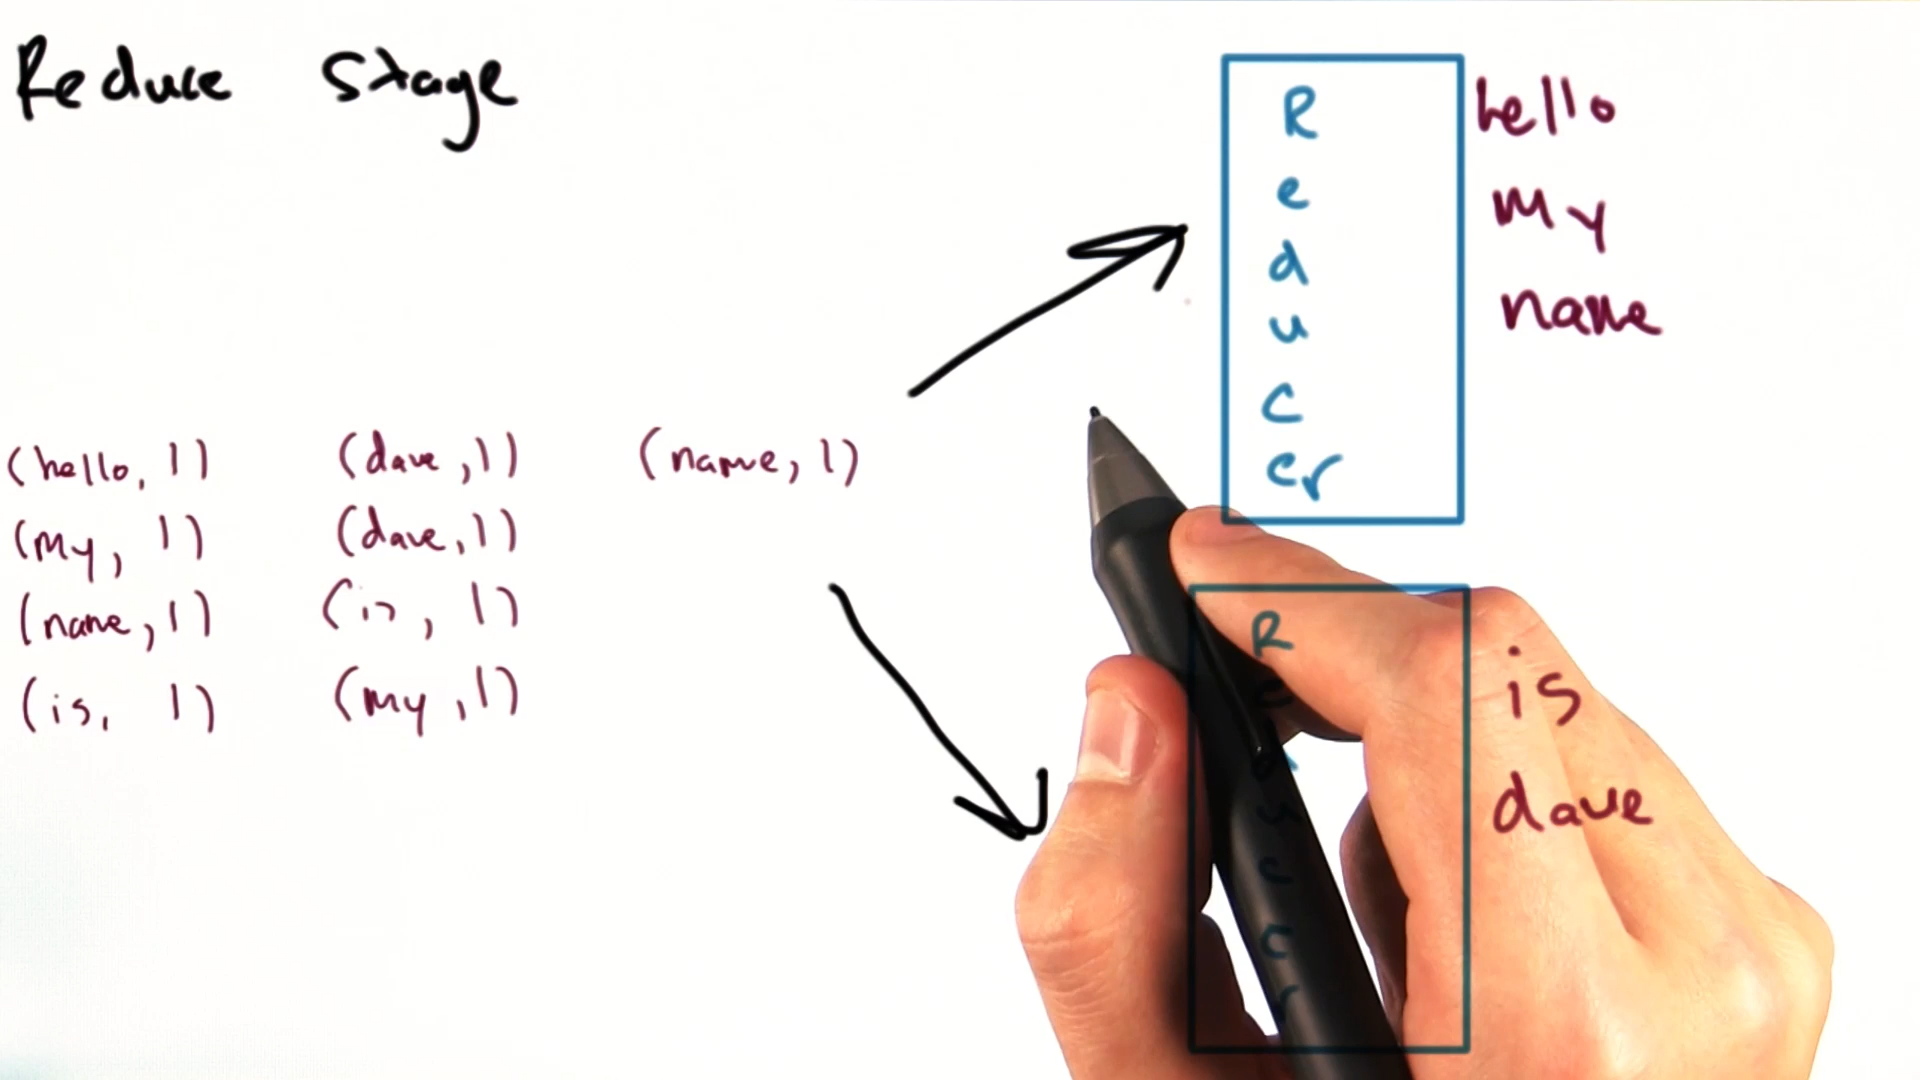 Reduce stage
(hello, 1) (dave, 1) (name, 1)
(my, 1) (dave, 1)
(name, 1) (is, 1)
(is, 1) (my, 1)
Reducer
hello
my
name
Reducer
is
dave